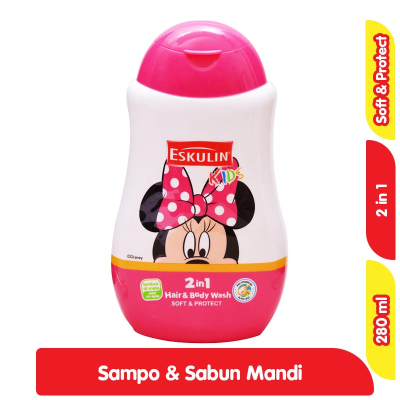 ESKULIN
KIDS
©Disney
2 in 1
Hair & Body Wash
SOFT & PROTECT
Soft & Protect
2 in 1
280 ml
Sampo & Sabun Mandi